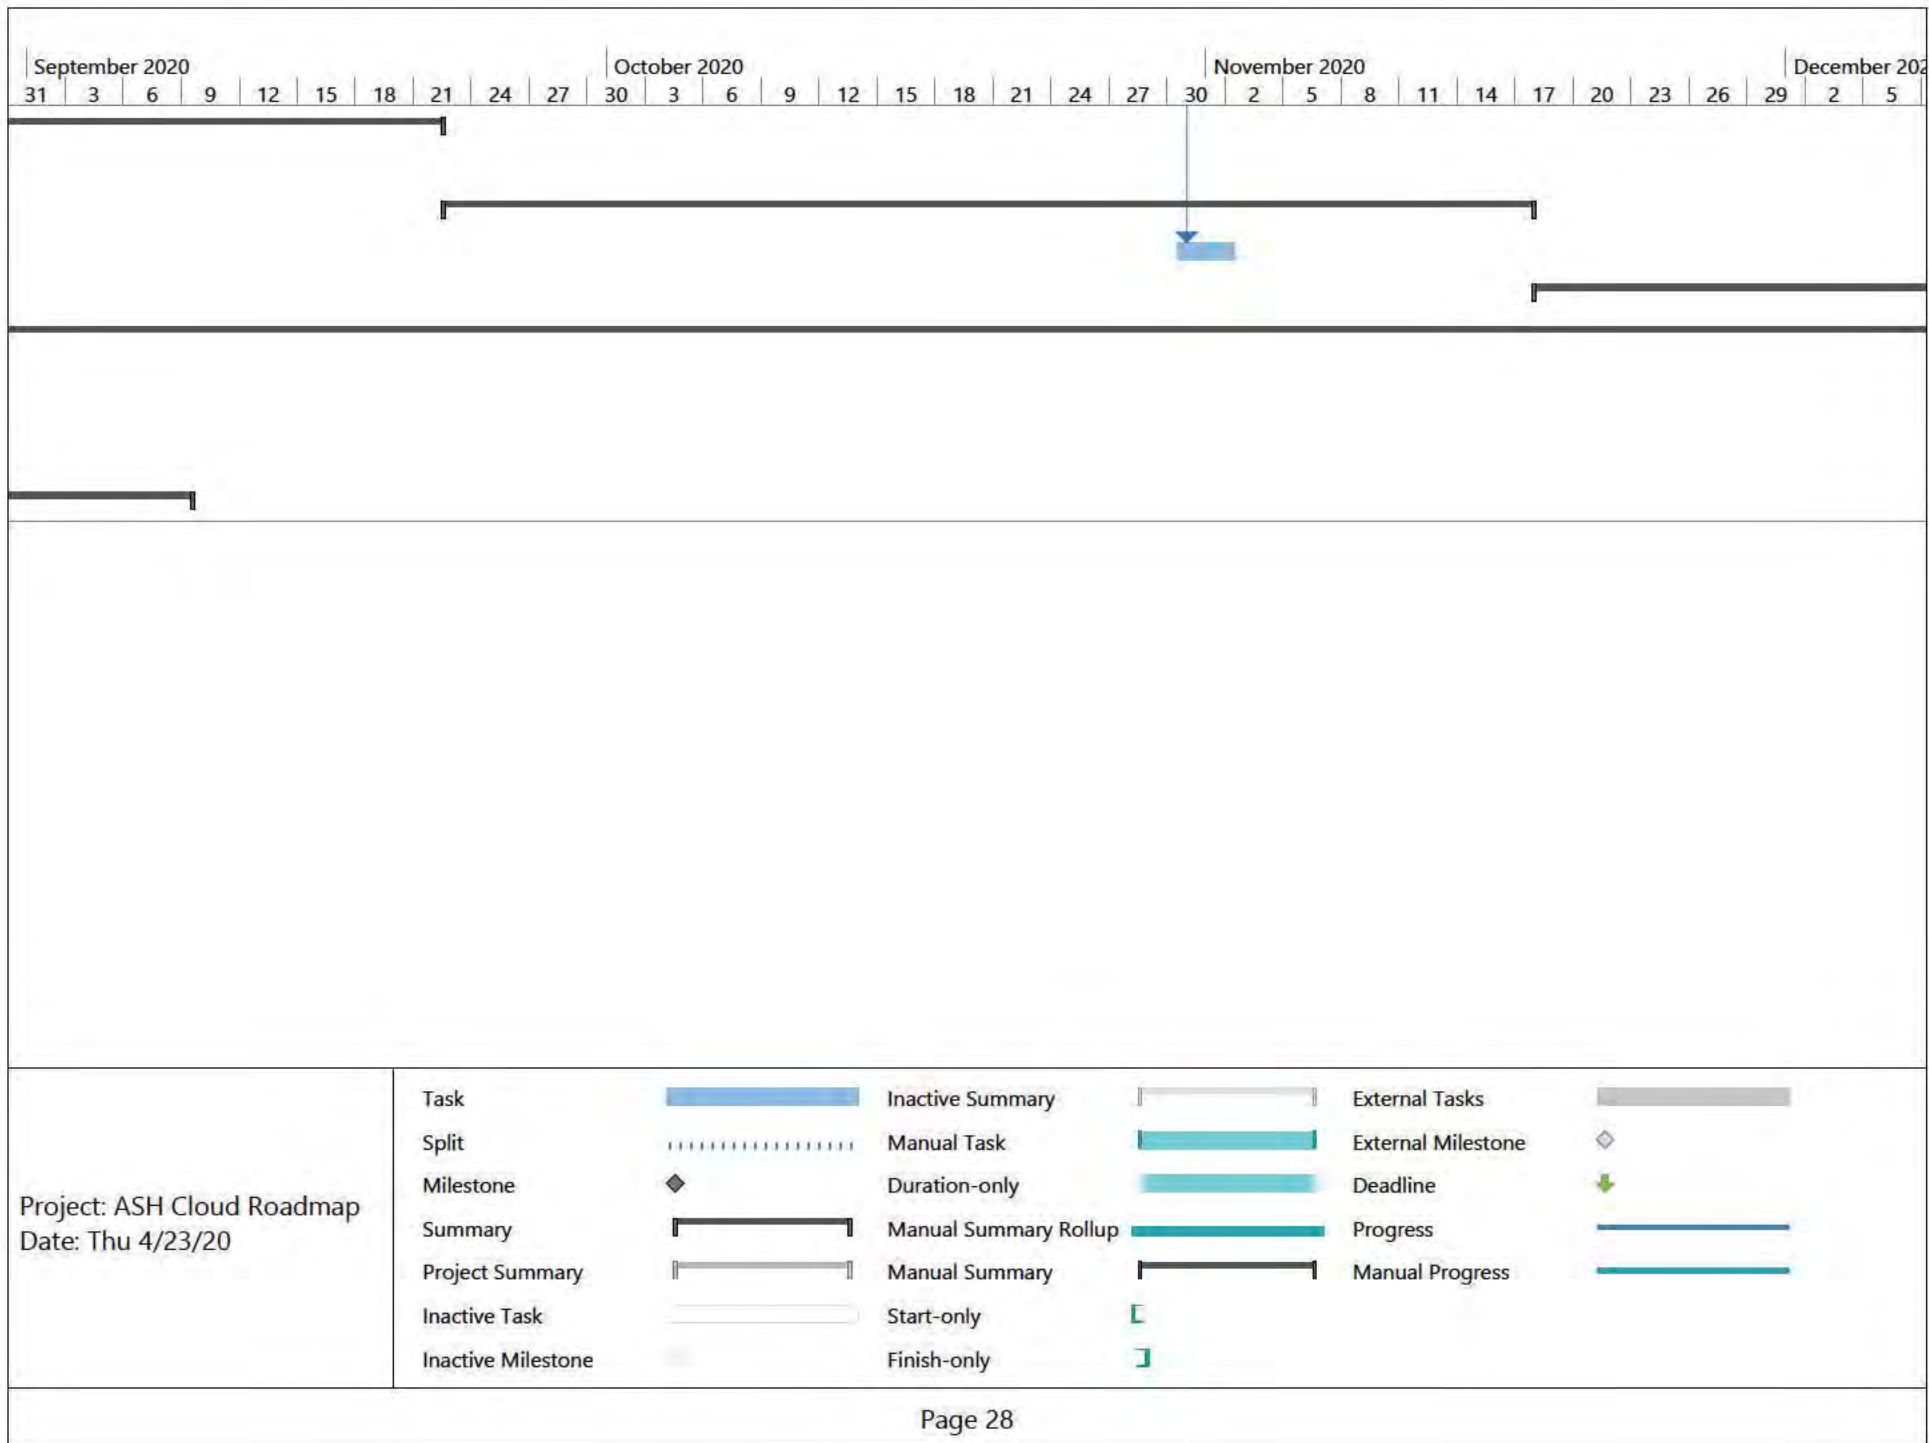 September 2020 October 2020 November 2020 December 202
31 3 6 9 12 15 18 21 24 27 30 3 6 9 12 15 18 21 24 27 30 2 5 8 11 14 17 20 23 26 29 2 5
Project: ASH Cloud Roadmap
Date: Thu 4/23/20
Task
Split
Milestone
Summary
Project Summary
Inactive Task
Inactive Milestone
Inactive Summary
Manual Task
Duration-only
Manual Summary Rollup
Manual Summary
Start-only
Finish-only
External Tasks
External Milestone
Deadline
Progress
Manual Progress
Page 28